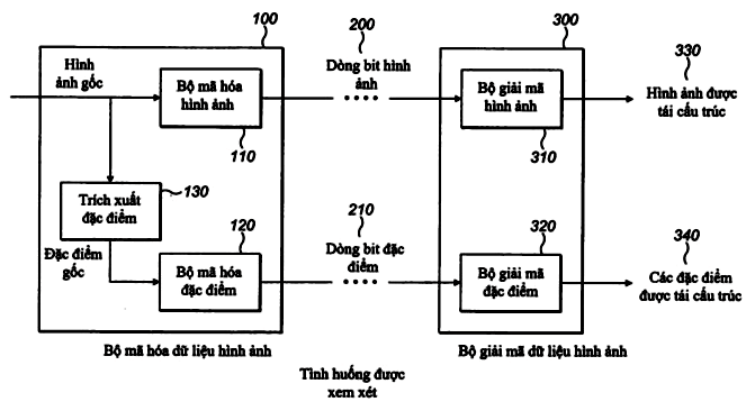 100
200
300
330
Hình
ảnh gốc
Bộ mã hóa
hình ảnh
110
Dòng bit hình
ảnh
Bộ giải mã
hình ảnh
310
Hình ảnh được
tái cấu trúc
Trích xuất
đặc điểm
130
Đặc điểm
gốc
120
Bộ mã hóa
đặc điểm
210
Dòng bit đặc
điểm
320
Bộ giải mã
đặc điểm
340
Các đặc điểm
được tái cấu trúc
Bộ mã hóa dữ liệu hình ảnh
Bộ giải mã dữ liệu hình ảnh
Tình huống được
xem xét